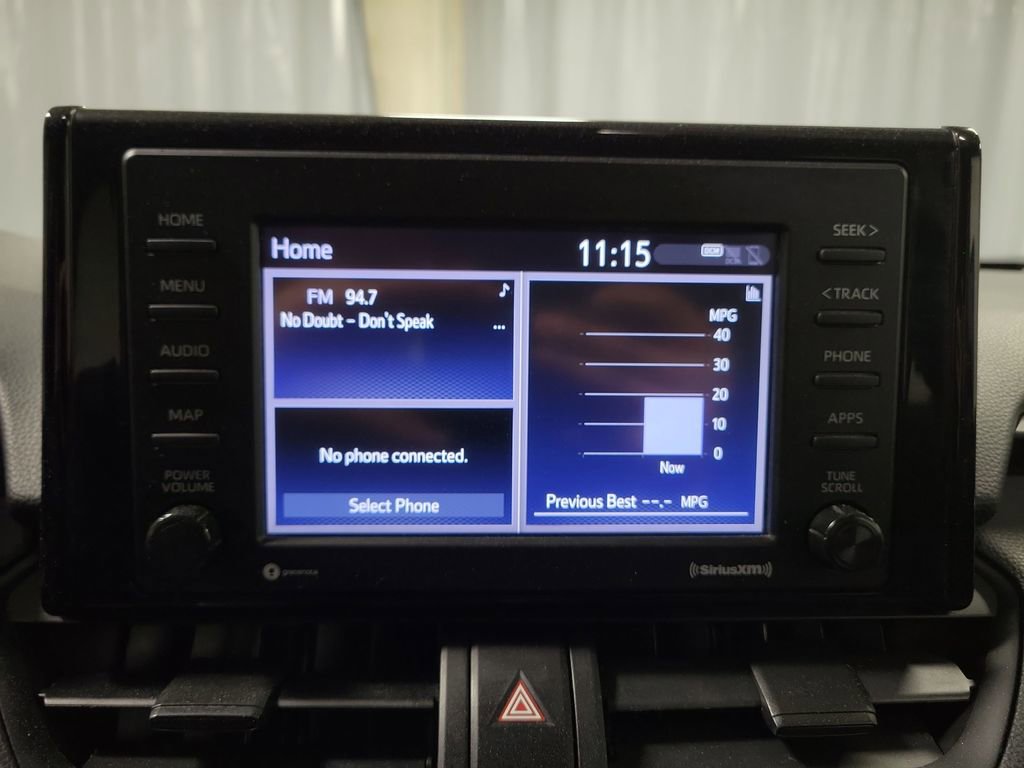 HOME
MENU
AUDIO
MAP
POWER
VOLUME
Home
11:15
DCM
FM 94.7
No Doubt - Don't Speak
...
No phone connected.
Select Phone
MPG
40
30
20
10
0
Now
Previous Best --.- MPG
SEEK >
< TRACK
PHONE
APPS
TUNE
SCROLL
gracenote
SiriusXM